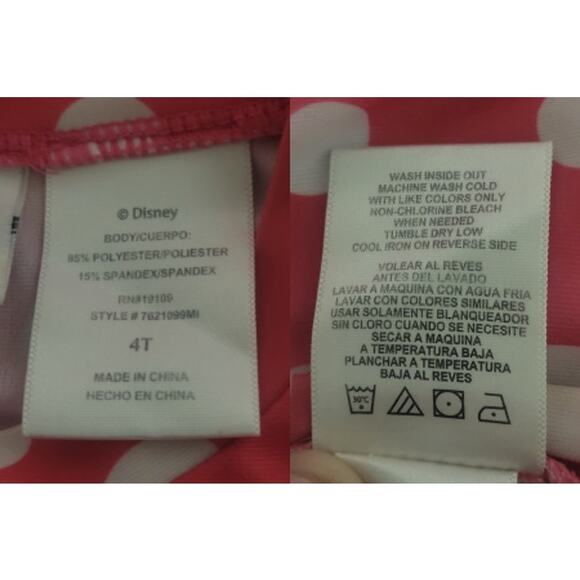 © Disney
BODY/CUERPO:
85% POLYESTER/POLIESTER
15% SPANDEX/SPANDEX
RN#19109
STYLE # 7621099MI
4T
MADE IN CHINA
HECHO EN CHINA
WASH INSIDE OUT
MACHINE WASH COLD
WITH LIKE COLORS ONLY
NON-CHLORINE BLEACH
WHEN NEEDED
TUMBLE DRY LOW
COOL IRON ON REVERSE SIDE
VOLEAR AL REVES
ANTES DEL LAVADO
LAVAR A MAQUINA CON AGUA FRIA
LAVAR CON COLORES SIMILARES
USAR SOLAMENTE BLANQUEADOR
SIN CLORO CUANDO SE NECESITE
SECAR A MAQUINA
A TEMPERATURA BAJA
PLANCHAR A TEMPERATURA
BAJA AL REVES
30°C